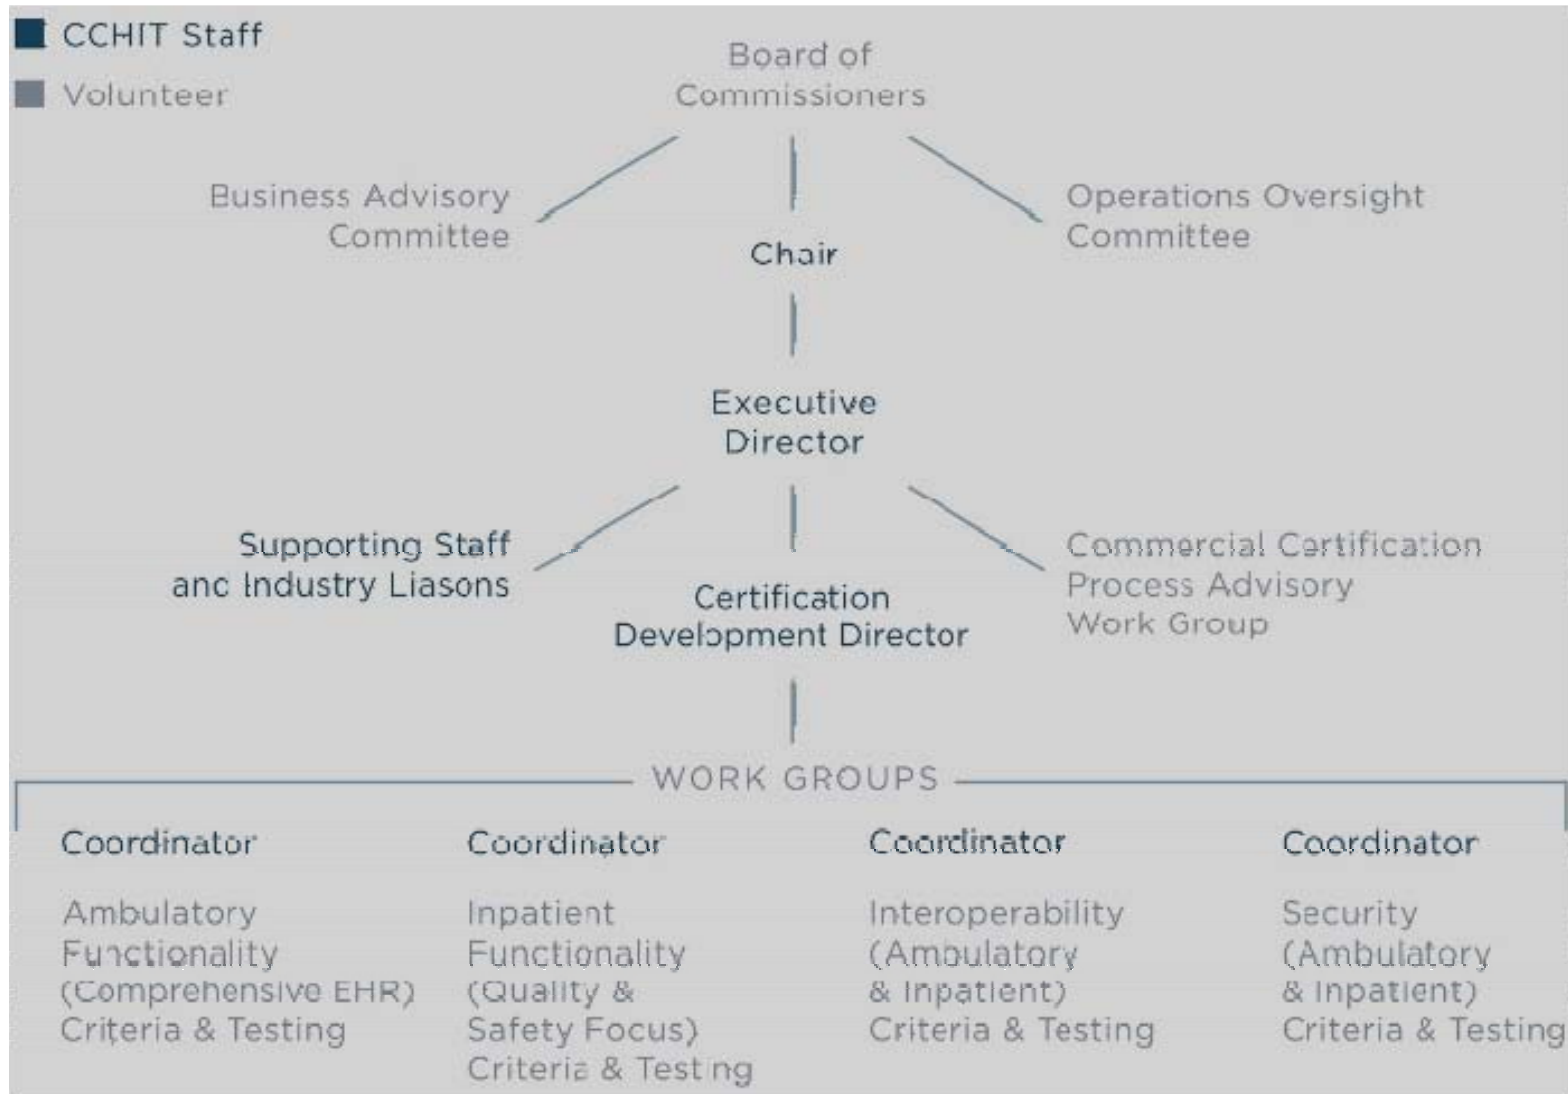 CCHIT Staff
Volunteer
Board of
Commissioners
Business Advisory
Committee
Operations Oversight
Committee
Chair
Executive
Director
Supporting Staff
and Industry Liasons
Certification
Development Director
Commercial Certification
Process Advisory
Work Group
WORK GROUPS
Coordinator
Ambulatory
Functionality
(Comprehensive EHR)
Criteria & Testing
Coordinator
Inpatient
Functionality
(Quality &
Safety Focus)
Criteria & Testing
Coordinator
Interoperability
(Ambulatory
& Inpatient)
Criteria & Testing
Coordinator
Security
(Ambulatory
& Inpatient)
Criteria & Testing